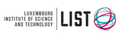 LUXEMBOURG
INSTITUTE OF SCIENCE
AND TECHNOLOGY
LIST